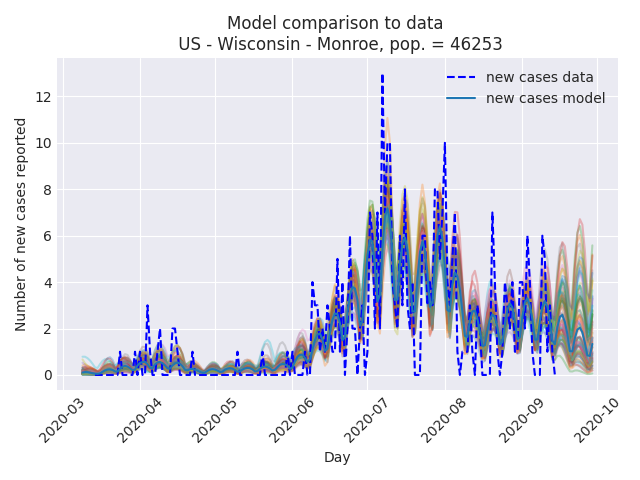 Model comparison to data
US - Wisconsin - Monroe, pop. = 46253
new cases data
new cases model
Number of new cases reported
12
10
8
6
4
2
0
2020-03
2020-04
2020-05
2020-06
2020-07
2020-08
2020-09
2020-10
Day